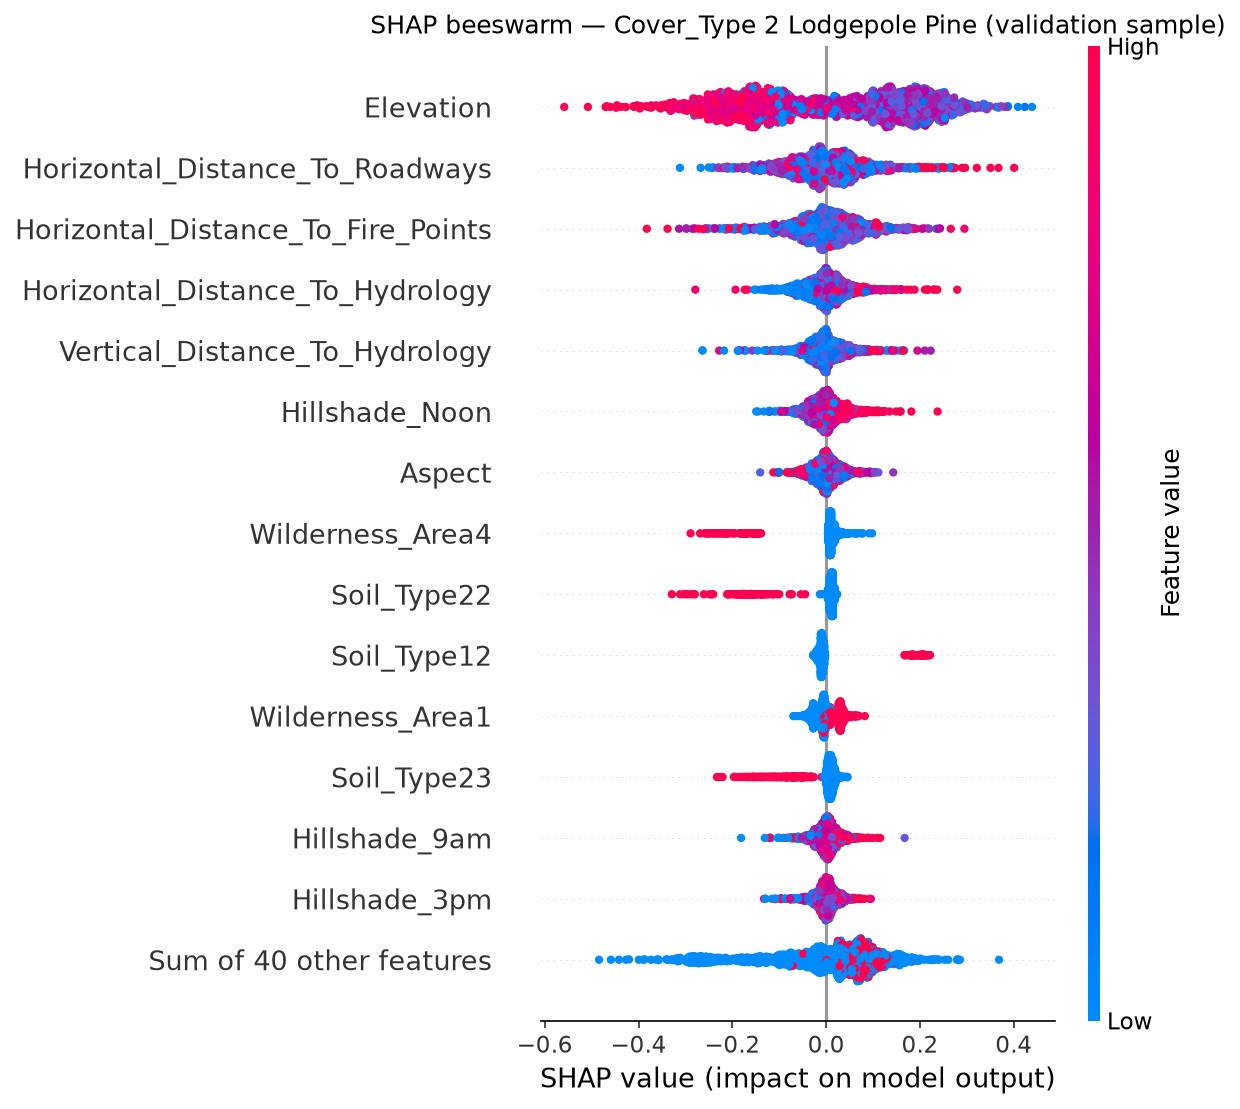 SHAP beeswarm — Cover_Type 2 Lodgepole Pine (validation sample)
High
Elevation
Horizontal_Distance_To_Roadways
Horizontal_Distance_To_Fire_Points
Horizontal_Distance_To_Hydrology
Vertical_Distance_To_Hydrology
Hillshade_Noon
Aspect
Wilderness_Area4
Soil_Type22
Soil_Type12
Wilderness_Area1
Soil_Type23
Hillshade_9am
Hillshade_3pm
Sum of 40 other features
Feature value
Low
−0.6 −0.4 −0.2 0.0 0.2 0.4
SHAP value (impact on model output)